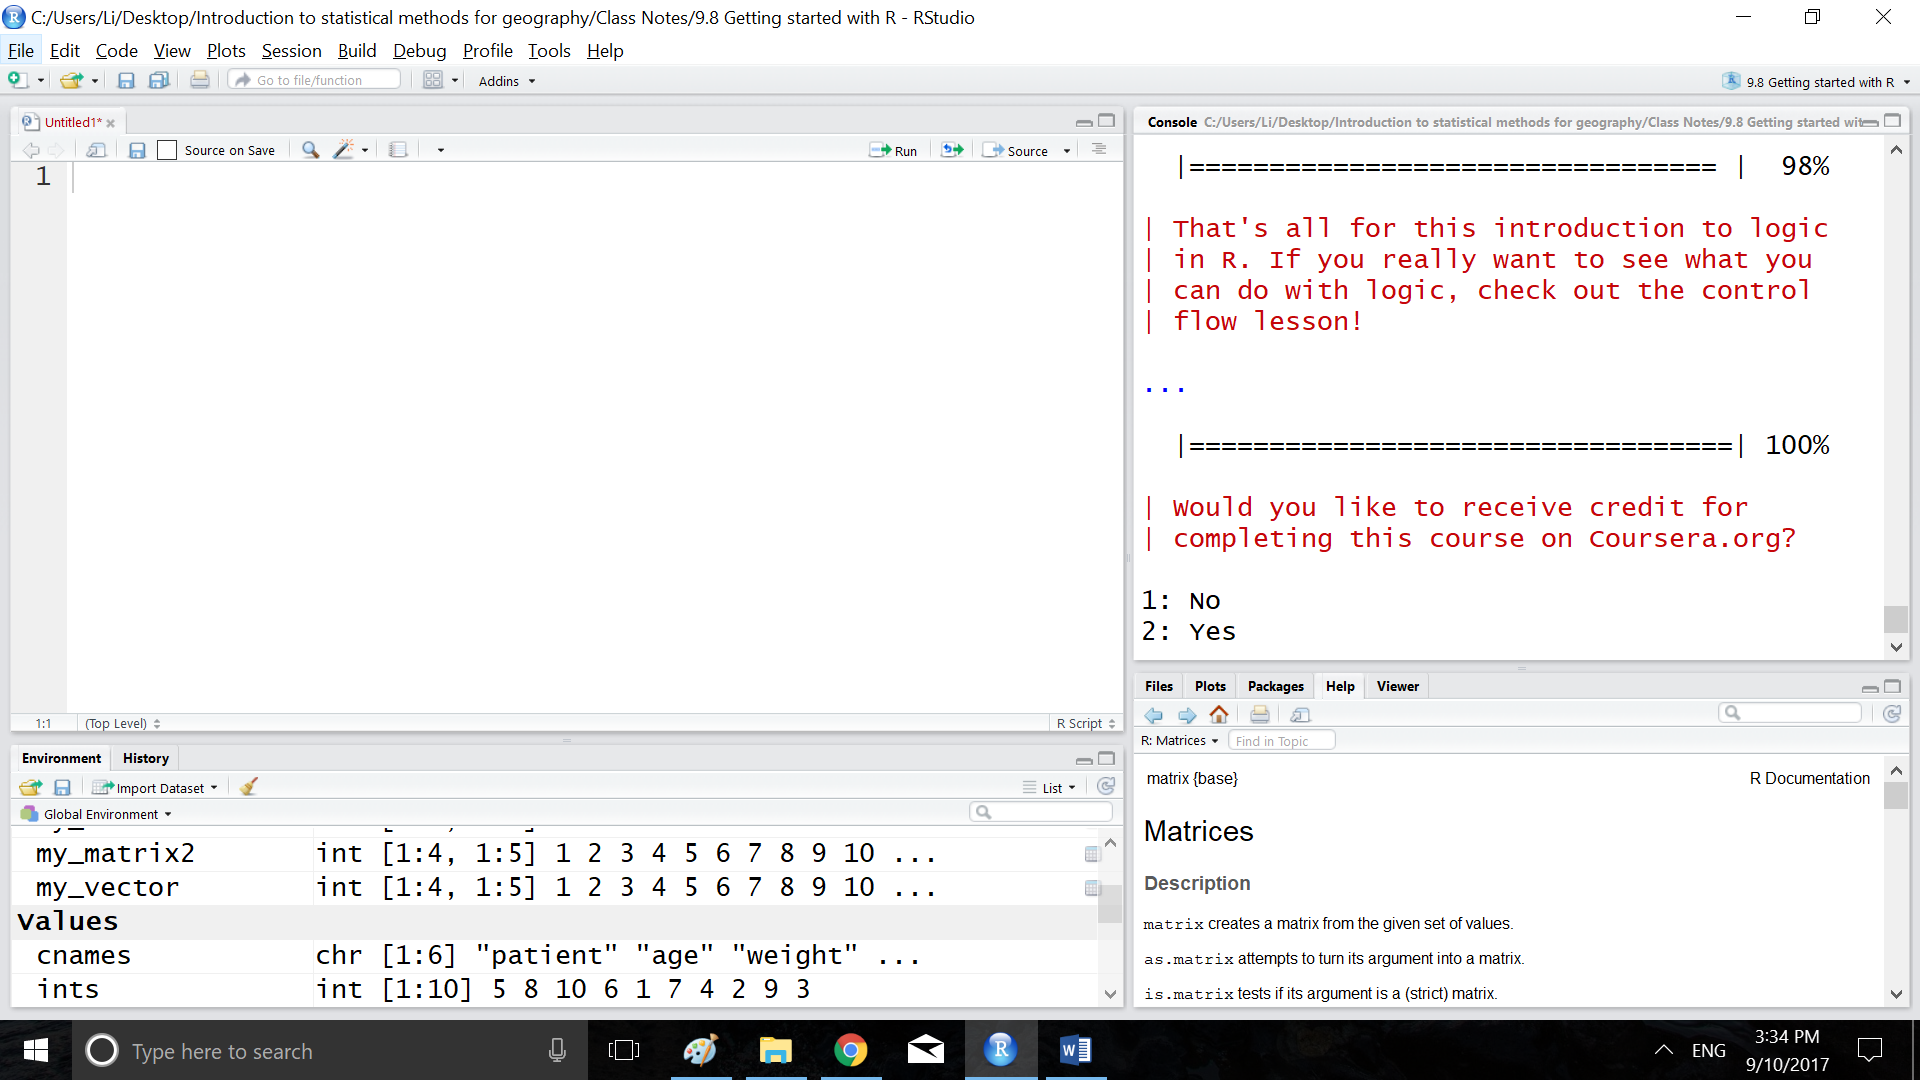 C:/Users/Li/Desktop/Introduction to statistical methods for geography/Class Notes/9.8 Getting started with R - RStudio
File Edit Code View Plots Session Build Debug Profile Tools Help
Go to file/function Addins 9.8 Getting started with R
Untitled1*
Source on Save Run Source
1
1:1 (Top Level) R Script
Console C:/Users/Li/Desktop/Introduction to statistical methods for geography/Class Notes/9.8 Getting started wit
|================================= | 98%
| That's all for this introduction to logic
| in R. If you really want to see what you
| can do with logic, check out the control
| flow lesson!
...
|==================================| 100%
| Would you like to receive credit for
| completing this course on Coursera.org?
1: No
2: Yes
Environment History
Import Dataset List
Global Environment
my_matrix2 int [1:4, 1:5] 1 2 3 4 5 6 7 8 9 10 ...
my_vector int [1:4, 1:5] 1 2 3 4 5 6 7 8 9 10 ...
Values
cnames chr [1:6] "patient" "age" "weight" ...
ints int [1:10] 5 8 10 6 1 7 4 2 9 3
Files Plots Packages Help Viewer
R: Matrices Find in Topic
matrix {base} R Documentation
Matrices
Description
matrix creates a matrix from the given set of values.
as.matrix attempts to turn its argument into a matrix.
is.matrix tests if its argument is a (strict) matrix.
Type here to search
ENG
3:34 PM
9/10/2017